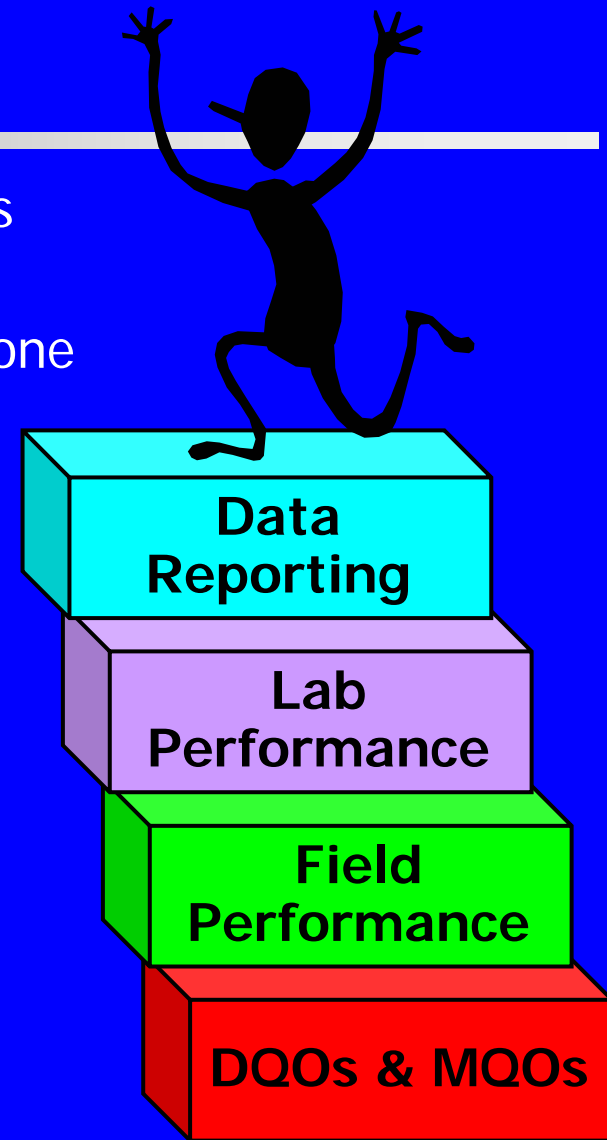 Data
Reporting
Lab
Performance
Field
Performance
DQOs & MQOs